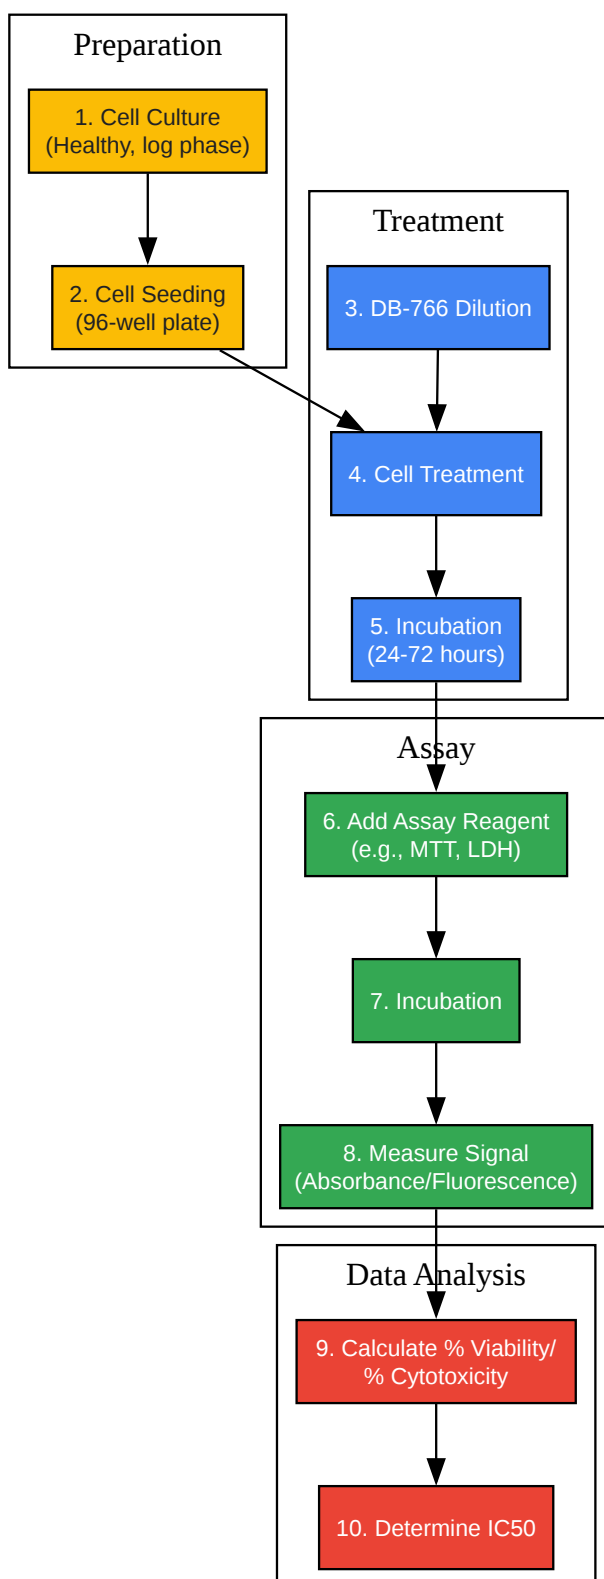 Preparation
1. Cell Culture
(Healthy, log phase)
2. Cell Seeding
(96-well plate)
Treatment
3. DB-766 Dilution
4. Cell Treatment
5. Incubation
(24-72 hours)
Assay
6. Add Assay Reagent
(e.g., MTT, LDH)
7. Incubation
8. Measure Signal
(Absorbance/Fluorescence)
Data Analysis
9. Calculate % Viability/
% Cytotoxicity
10. Determine IC50